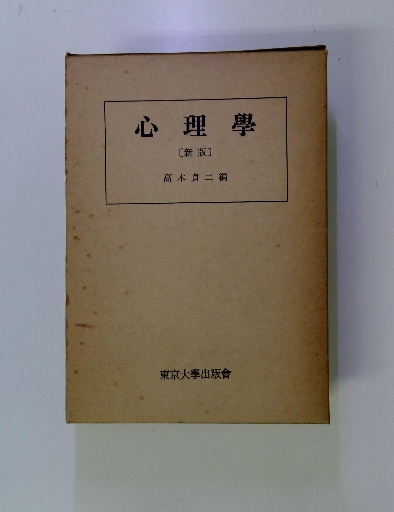 心理學
〔新版〕
高木貞二編
東京大學出版會